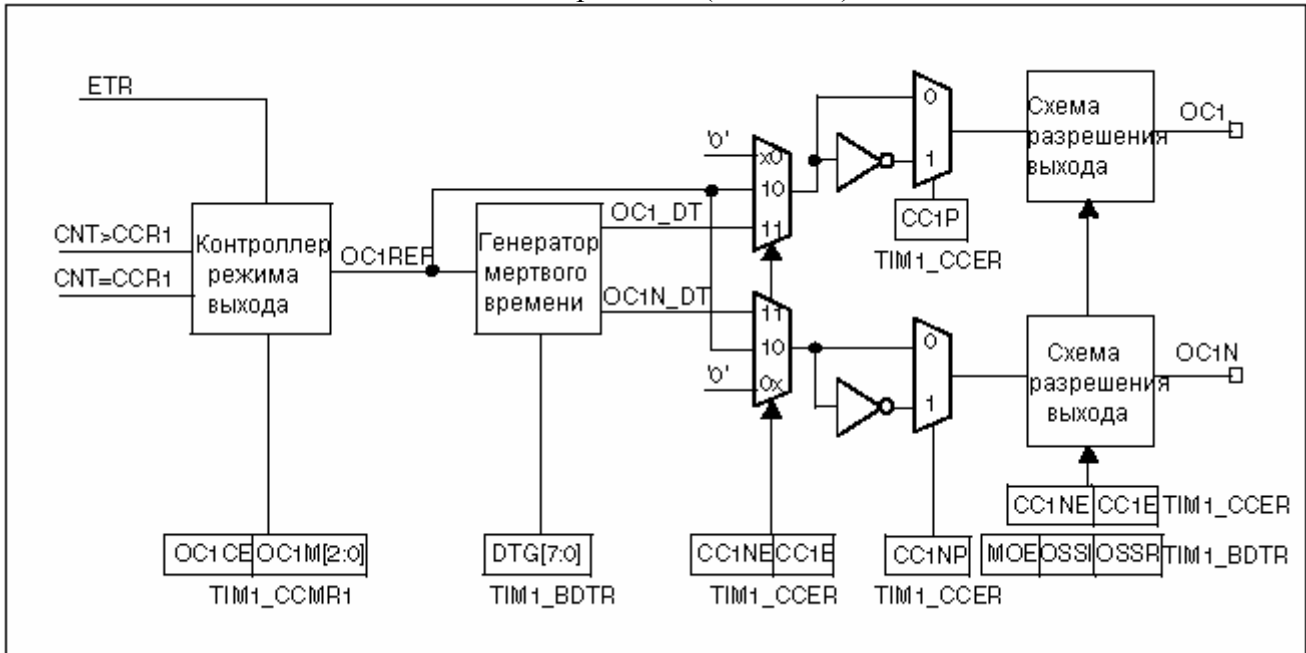 ETR
CNT>CCR1
CNT=CCR1
Контроллер
режима
выхода
OC1REF
Генератор
мертвого
времени
OC1_DT
OC1N_DT
'0'
x0
10
11
11
10
0x
'0'
0
1
CC1P
TIM1_CCER
0
1
Схема
разрешения
выхода
OC1
Схема
разрешения
выхода
OC1N
OC1CE OC1M[2:0]
TIM1_CCMR1
DTG[7:0]
TIM1_BDTR
CC1NE CC1E
TIM1_CCER
CC1NP
TIM1_CCER
CC1NE CC1E TIM1_CCER
MOE OSSI OSSR TIM1_BDTR